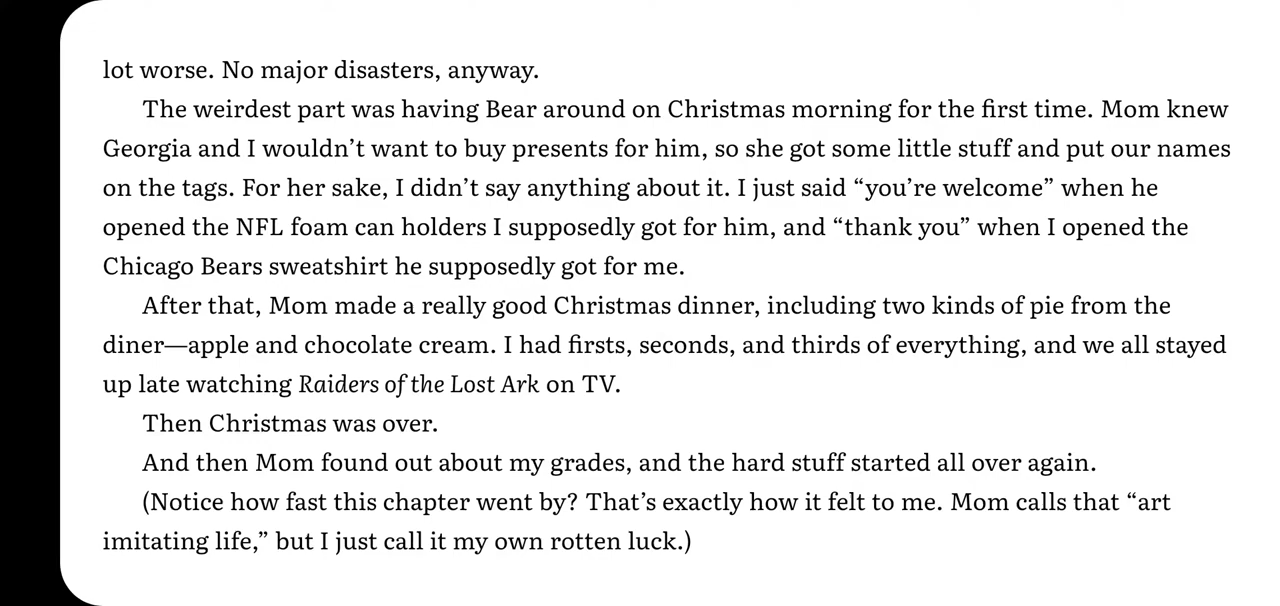 lot worse. No major disasters, anyway.
The weirdest part was having Bear around on Christmas morning for the first time. Mom knew
Georgia and I wouldn’t want to buy presents for him, so she got some little stuff and put our names
on the tags. For her sake, I didn’t say anything about it. I just said “you’re welcome” when he
opened the NFL foam can holders I supposedly got for him, and “thank you” when I opened the
Chicago Bears sweatshirt he supposedly got for me.
After that, Mom made a really good Christmas dinner, including two kinds of pie from the
diner—apple and chocolate cream. I had firsts, seconds, and thirds of everything, and we all stayed
up late watching Raiders of the Lost Ark on TV.
Then Christmas was over.
And then Mom found out about my grades, and the hard stuff started all over again.
(Notice how fast this chapter went by? That’s exactly how it felt to me. Mom calls that “art
imitating life,” but I just call it my own rotten luck.)